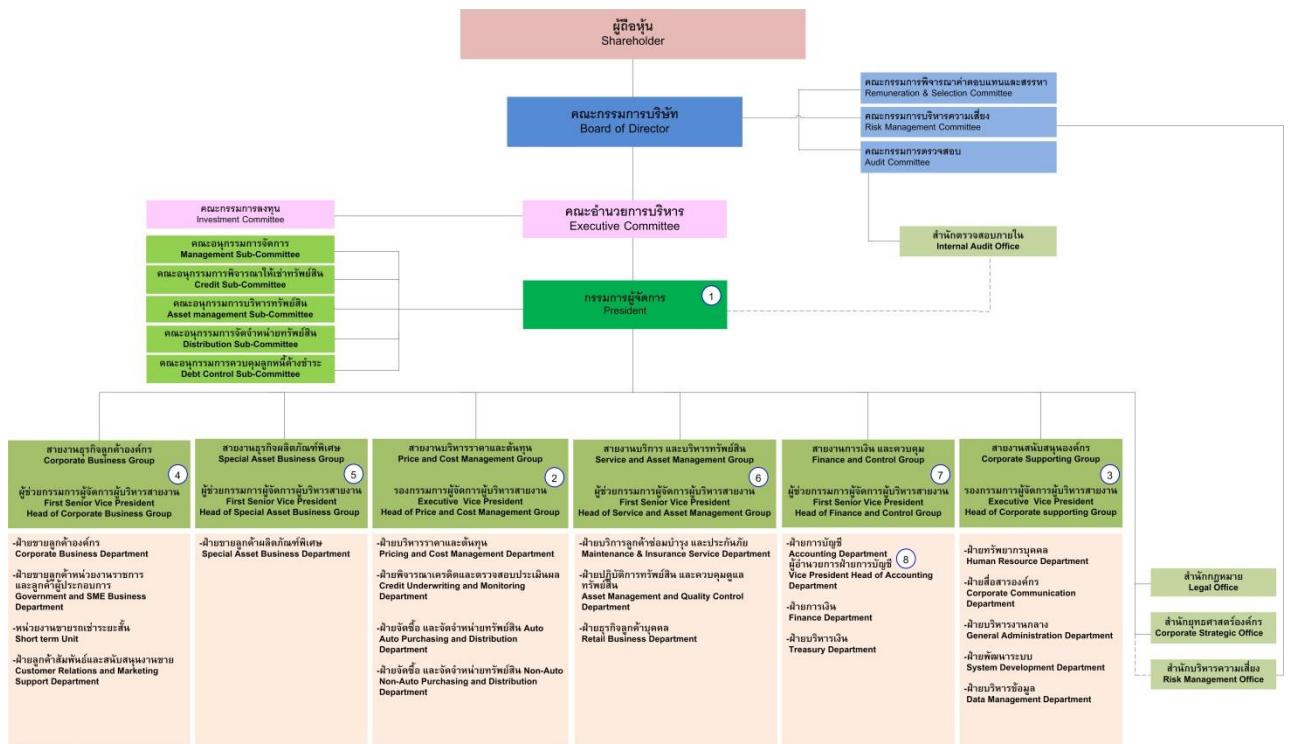 ผู้ถือหุ้น
Shareholder
คณะกรรมการบริษัท
Board of Director
คณะกรรมการพิจารณาค่าตอบแทนและสรรหา
Remuneration & Selection Committee
คณะกรรมการบริหารความเสี่ยง
Risk Management Committee
คณะกรรมการตรวจสอบ
Audit Committee
คณะกรรมการลงทุน
Investment Committee
คณะอำนวยการบริหาร
Executive Committee
สำนักตรวจสอบภายใน
Internal Audit Office
คณะอนุกรรมการจัดการ
Management Sub-Committee
คณะอนุกรรมการพิจารณาให้เช่าทรัพย์สิน
Credit Sub-Committee
คณะอนุกรรมการบริหารทรัพย์สิน
Asset management Sub-Committee
คณะอนุกรรมการจัดจำหน่ายทรัพย์สิน
Distribution Sub-Committee
คณะอนุกรรมการควบคุมลูกหนี้ค้างชำระ
Debt Control Sub-Committee
กรรมการผู้จัดการ
President
1
สายงานธุรกิจลูกค้าองค์กร
Corporate Business Group
4
ผู้ช่วยกรรมการผู้จัดการผู้บริหารสายงาน
First Senior Vice President
Head of Corporate Business Group
-ฝ่ายขายลูกค้าองค์กร
Corporate Business Department
-ฝ่ายขายลูกค้าหน่วยงานราชการ
และลูกค้าผู้ประกอบการ
Government and SME Business
Department
-หน่วยงานขายรถเช่าระยะสั้น
Short term Unit
-ฝ่ายลูกค้าสัมพันธ์และสนับสนุนงานขาย
Customer Relations and Marketing
Support Department
สายงานธุรกิจผลิตภัณฑ์พิเศษ
Special Asset Business Group
5
ผู้ช่วยกรรมการผู้จัดการผู้บริหารสายงาน
First Senior Vice President
Head of Special Asset Business Group
-ฝ่ายขายลูกค้าผลิตภัณฑ์พิเศษ
Special Asset Business Department
สายงานบริหารราคาและต้นทุน
Price and Cost Management Group
2
รองกรรมการผู้จัดการผู้บริหารสายงาน
Executive Vice President
Head of Price and Cost Management Group
-ฝ่ายบริหารราคาและต้นทุน
Pricing and Cost Management Department
-ฝ่ายพิจารณาเครดิตและตรวจสอบประเมินผล
Credit Underwriting and Monitoring
Department
-ฝ่ายจัดซื้อ และจัดจำหน่ายทรัพย์สิน Auto
Auto Purchasing and Distribution
Department
-ฝ่ายจัดซื้อ และจัดจำหน่ายทรัพย์สิน Non-Auto
Non-Auto Purchasing and Distribution
Department
สายงานบริการ และบริหารทรัพย์สิน
Service and Asset Management Group
6
ผู้ช่วยกรรมการผู้จัดการผู้บริหารสายงาน
First Senior Vice President
Head of Service and Asset Management Group
-ฝ่ายบริการลูกค้าซ่อมบำรุง และประกันภัย
Maintenance & Insurance Service Department
-ฝ่ายปฏิบัติการทรัพย์สิน และควบคุมดูแล
ทรัพย์สิน
Asset Management and Quality Control
Department
-ฝ่ายธุรกิจลูกค้าบุคคล
Retail Business Department
สายงานการเงิน และควบคุม
Finance and Control Group
7
ผู้ช่วยกรรมการผู้จัดการผู้บริหารสายงาน
First Senior Vice President
Head of Finance and Control Group
-ฝ่ายการบัญชี
Accounting Department
ผู้อำนวยการฝ่ายการบัญชี
8
Vice President Head of Accounting
Department
-ฝ่ายการเงิน
Finance Department
-ฝ่ายบริหารเงิน
Treasury Department
สายงานสนับสนุนองค์กร
Corporate Supporting Group
3
รองกรรมการผู้จัดการผู้บริหารสายงาน
Executive Vice President
Head of Corporate supporting Group
-ฝ่ายทรัพยากรบุคคล
Human Resource Department
-ฝ่ายสื่อสารองค์กร
Corporate Communication
Department
-ฝ่ายบริหารงานกลาง
General Administration Department
-ฝ่ายพัฒนาระบบ
System Development Department
-ฝ่ายบริหารข้อมูล
Data Management Department
สำนักกฎหมาย
Legal Office
สำนักยุทธศาสตร์องค์กร
Corporate Strategic Office
สำนักบริหารความเสี่ยง
Risk Management Office